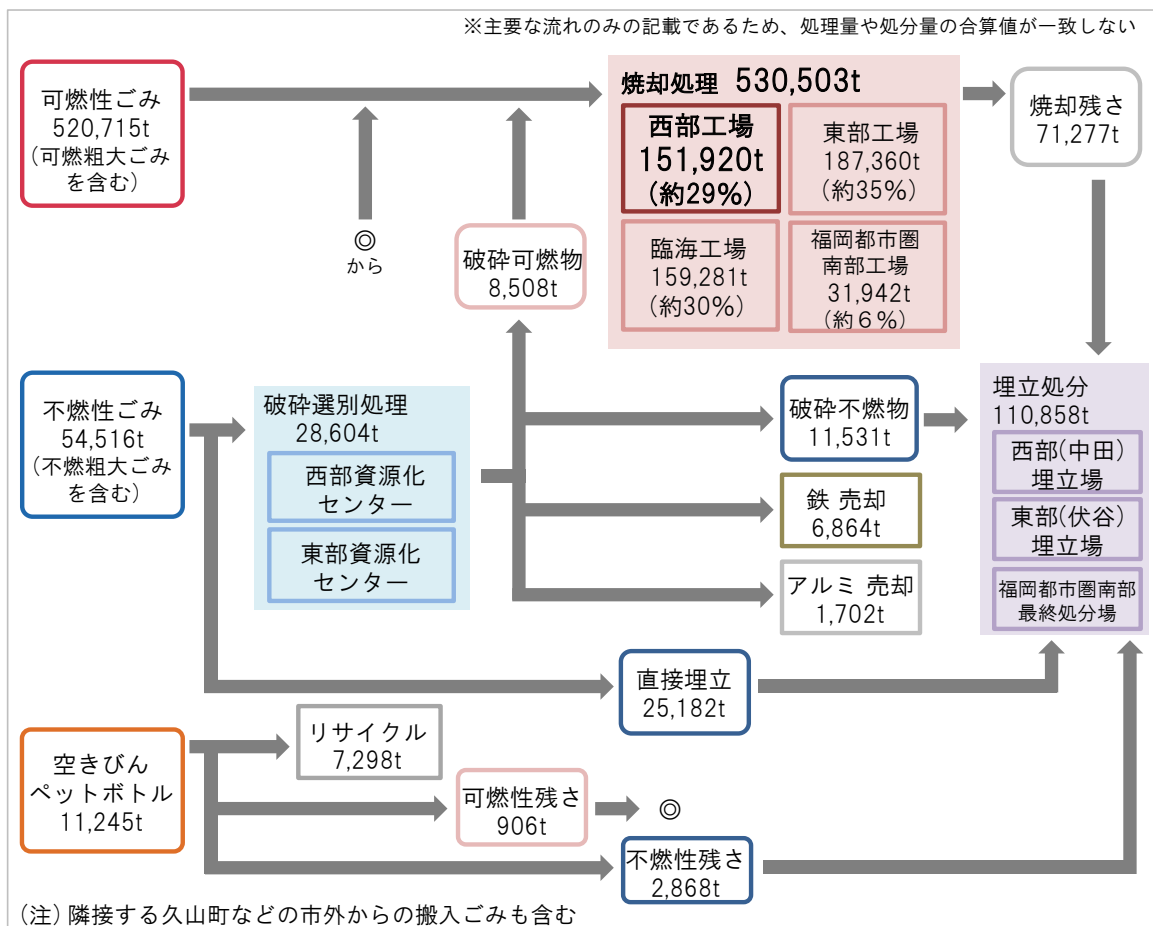 ※主要な流れのみの記載であるため、処理量や処分量の合算値が一致しない
可燃性ごみ
520,715t
(可燃粗大ごみ
を含む)
焼却処理 530,503t
西部工場
151,920t
(約29%)
東部工場
187,360t
(約35%)
臨海工場
159,281t
(約30%)
福岡都市圏
南部工場
31,942t
(約６%)
焼却残さ
71,277t
◎
から
破砕可燃物
8,508t
不燃性ごみ
54,516t
(不燃粗大ごみ
を含む)
破砕選別処理
28,604t
西部資源化
センター
東部資源化
センター
破砕不燃物
11,531t
鉄 売却
6,864t
アルミ 売却
1,702t
埋立処分
110,858t
西部(中田)
埋立場
東部(伏谷)
埋立場
福岡都市圏南部
最終処分場
直接埋立
25,182t
空きびん
ペットボトル
11,245t
リサイクル
7,298t
可燃性残さ
906t
◎
不燃性残さ
2,868t
(注)隣接する久山町などの市外からの搬入ごみも含む